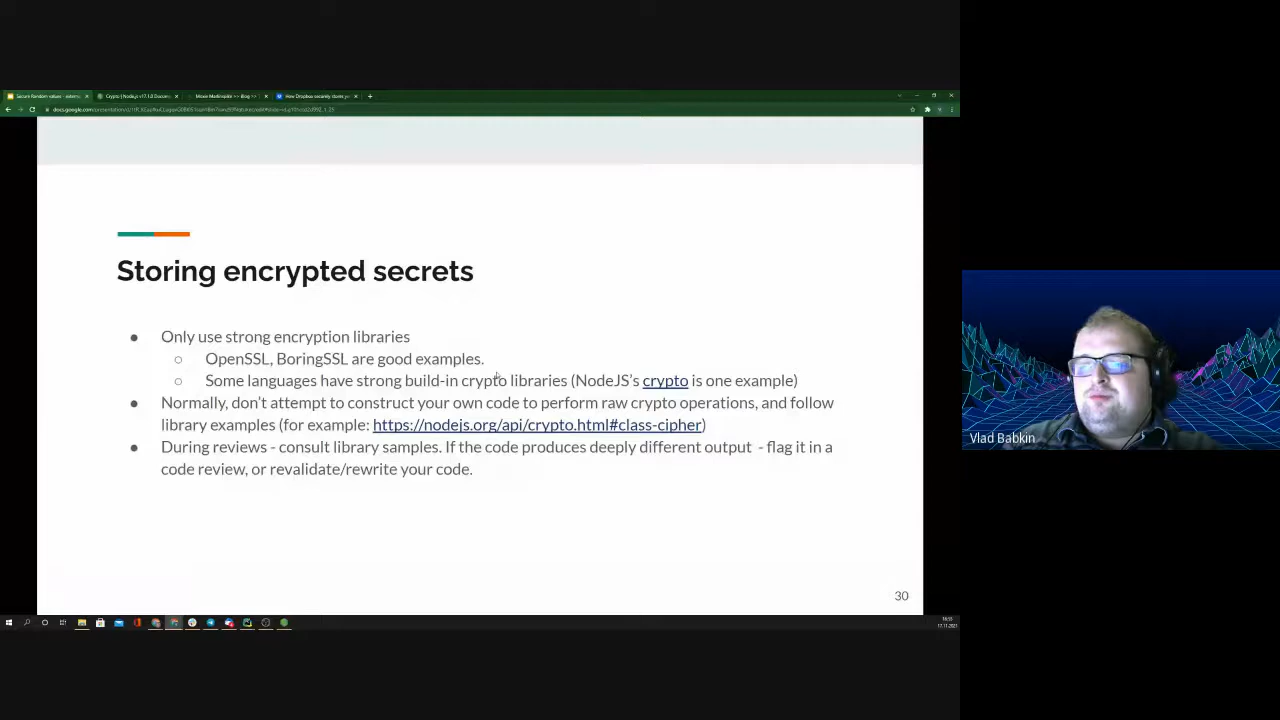 Storing encrypted secrets
● Only use strong encryption libraries
○ OpenSSL, BoringSSL are good examples.
○ Some languages have strong build-in crypto libraries (NodeJS's crypto is one example)
● Normally, don't attempt to construct your own code to perform raw crypto operations, and follow
library examples (for example: https://nodejs.org/api/crypto.html#class-cipher)
● During reviews - consult library samples. If the code produces deeply different output - flag it in a
code review, or revalidate/rewrite your code.
30
Vlad Babkin